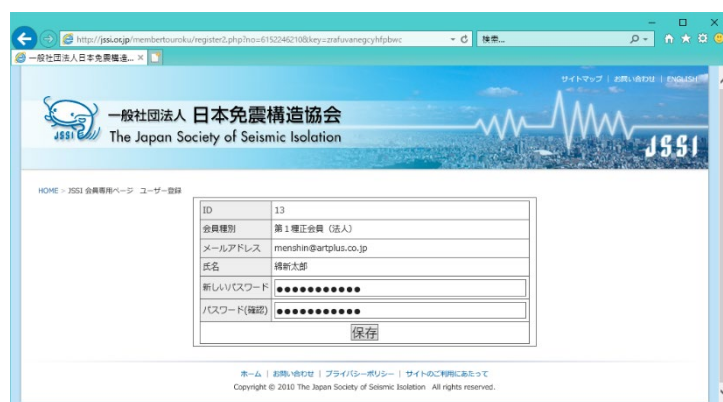 http://jssi.or.jp/membertouroku/register2.php?no=6152246210&key=zrafuvanegcyhfpbwc
検索...
一般社団法人日本免震構造...
サイトマップ | お問い合わせ | ENGLISH
一般社団法人 日本免震構造協会
The Japan Society of Seismic Isolation
JSSI
JSSI
HOME > JSSI 会員専用ページ ユーザー登録
ID 13
会員種別 第1種正会員（法人）
メールアドレス menshin@artplus.co.jp
氏名 綿新太郎
新しいパスワード ●●●●●●●●●●●
パスワード(確認) ●●●●●●●●●●●
保存
ホーム | お問い合わせ | プライバシーポリシー | サイトのご利用にあたって
Copyright © 2010 The Japan Society of Seismic Isolation All rights reserved.